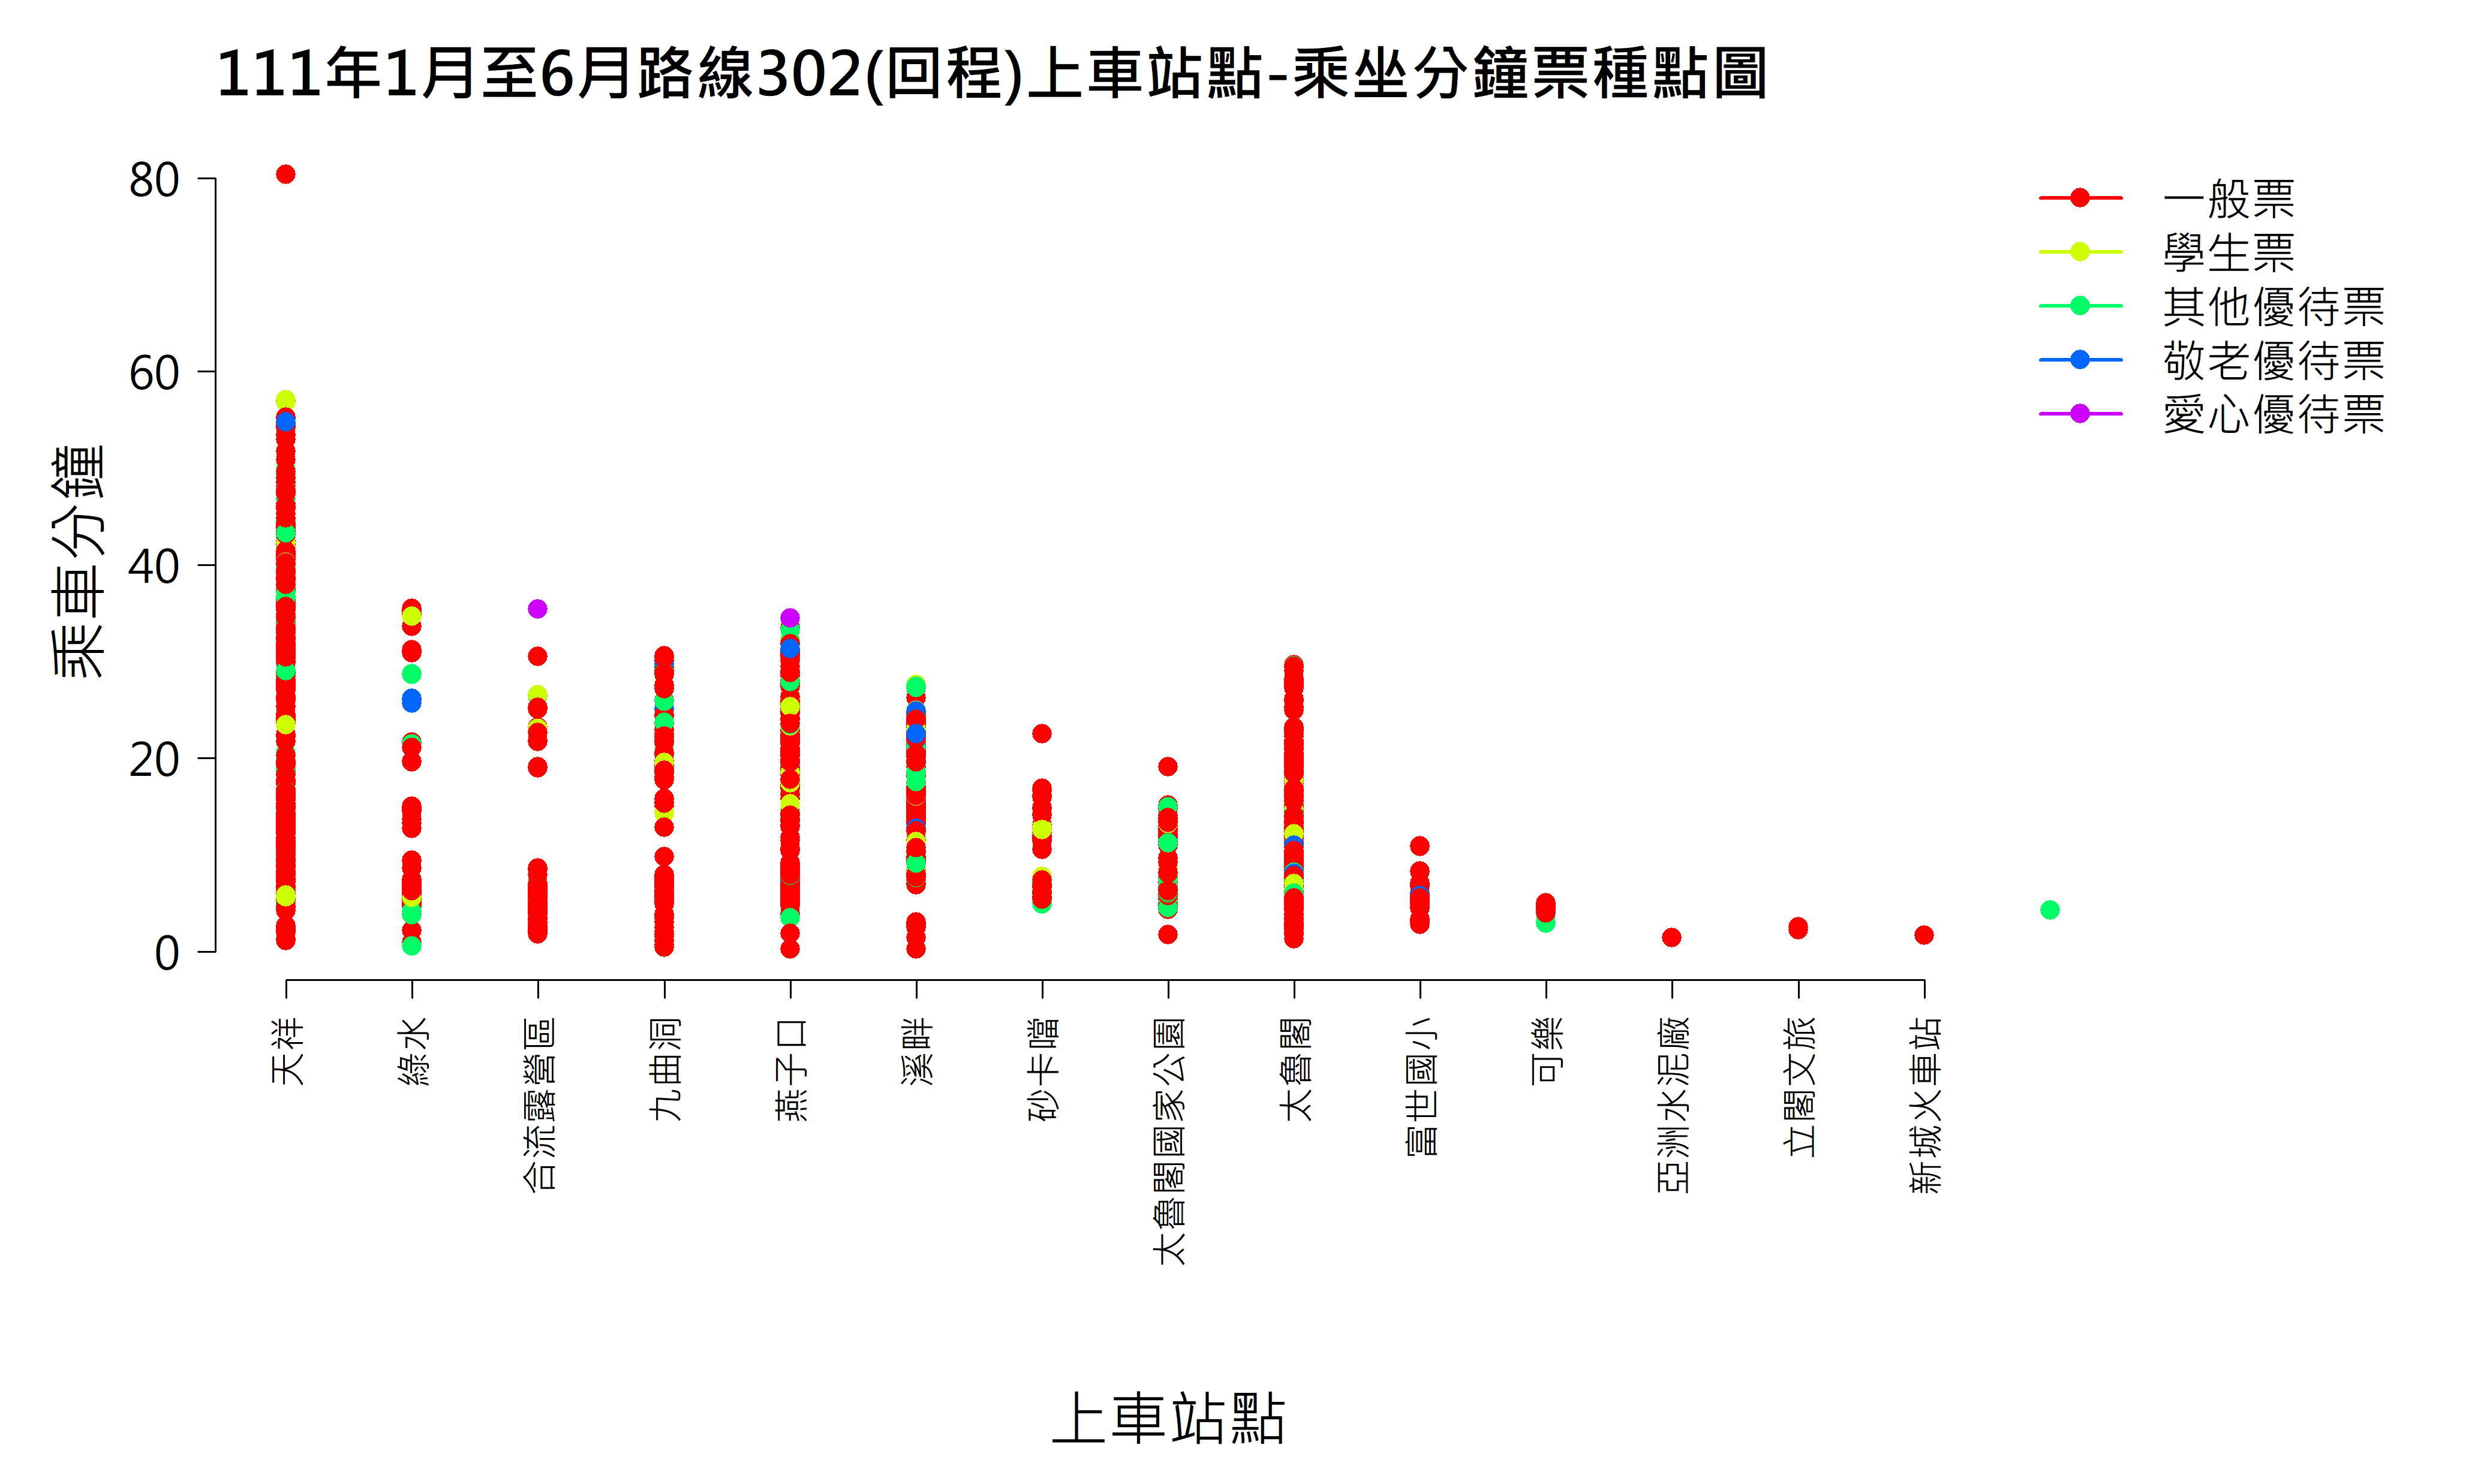 111年1月至6月路線302(回程)上車站點-乘坐分鐘票種點圖
一般票
學生票
其他優待票
敬老優待票
愛心優待票
乘車分鐘
80
60
40
20
0
天祥
綠水
合流露營區
九曲洞
燕子口
溪畔
砂卡噹
太魯閣國家公園
太魯閣
富世國小
可樂
亞洲水泥廠
立閣文旅
新城火車站
上車站點